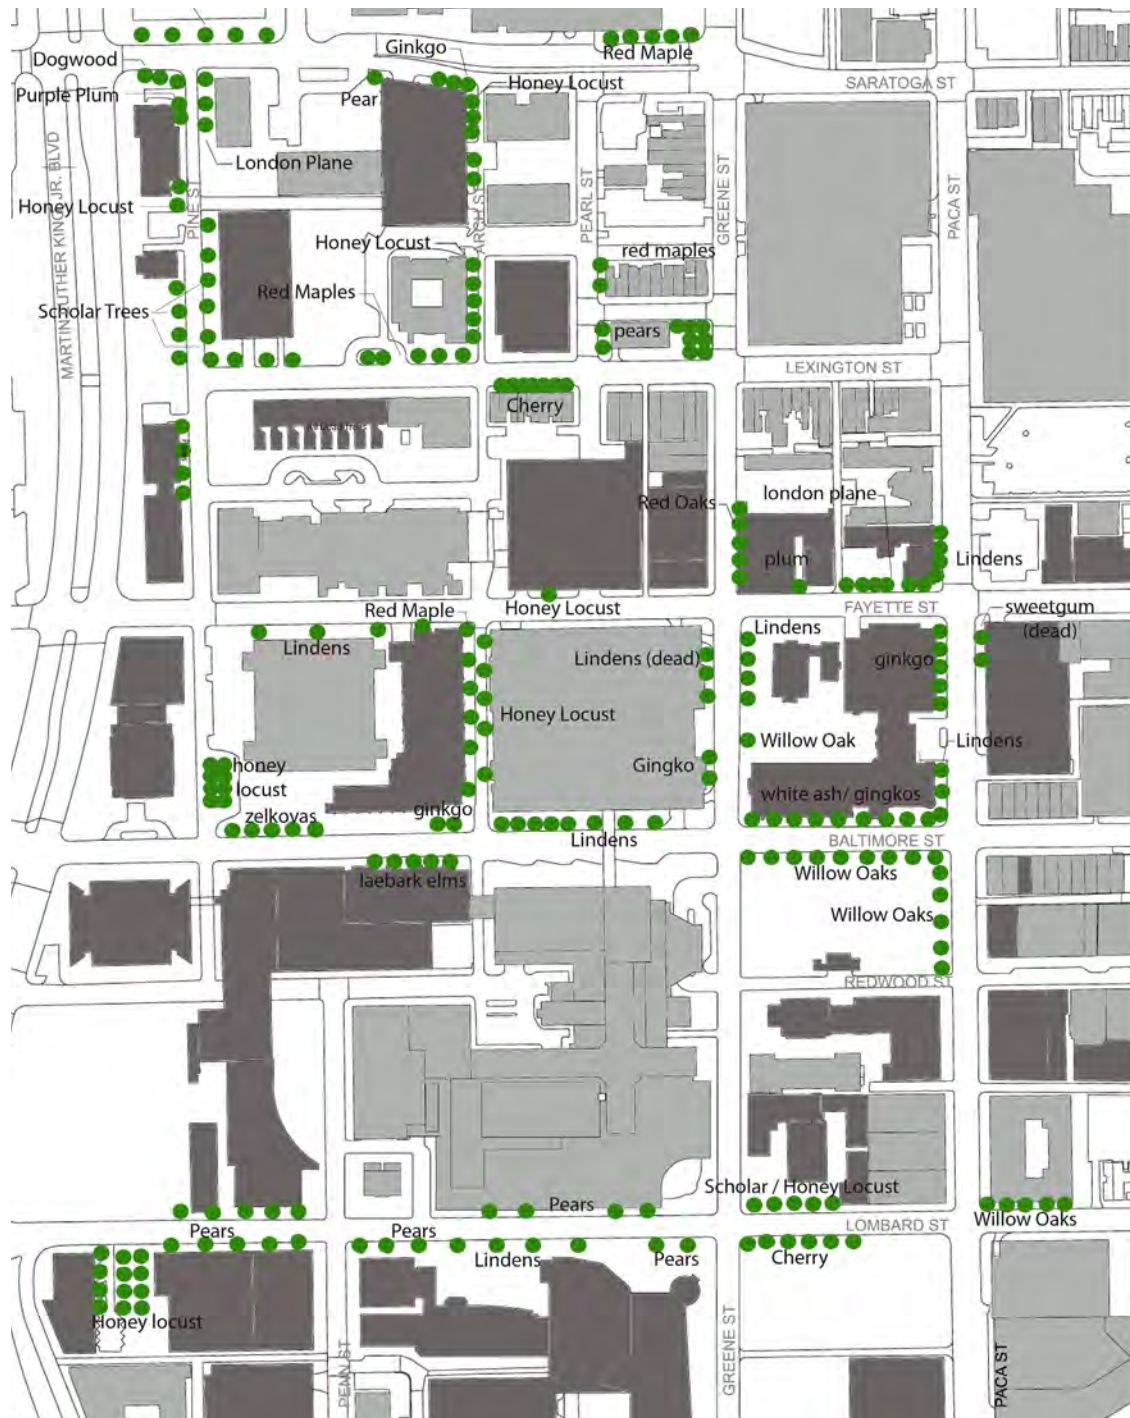 Ginkgo
Red Maple
Dogwood
Honey Locust
SARATOGA ST
Purple Plum
Pear
London Plane
MARTIN LUTHER KING, JR. BLVD
PINE ST
ARCH ST
PEARL ST
GREENE ST
PACA ST
Honey Locust
Honey Locust
red maples
Red Maples
Scholar Trees
pears
LEXINGTON ST
Cherry
london plane
Red Oaks
plum
Lindens
Red Maple
Honey Locust
FAYETTE ST
sweetgum
(dead)
Lindens
Lindens
Lindens (dead)
ginkgo
Honey Locust
Willow Oak
Lindens
honey
locust
Gingko
white ash/ gingkos
zelkovas
ginkgo
Lindens
BALTIMORE ST
laebark elms
Willow Oaks
Willow Oaks
REDWOOD ST
Scholar / Honey Locust
Pears
Willow Oaks
LOMBARD ST
Pears
Pears
Lindens
Pears
Cherry
Honey locust
PENN ST
GREENE ST
PACA ST